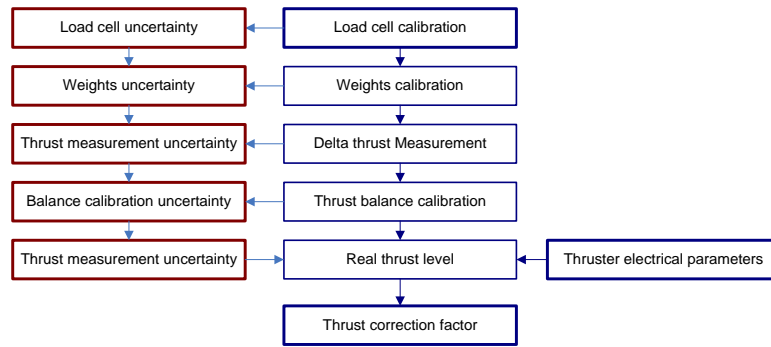 Load cell uncertainty
Load cell calibration
Weights uncertainty
Weights calibration
Thrust measurement uncertainty
Delta thrust Measurement
Balance calibration uncertainty
Thrust balance calibration
Thrust measurement uncertainty
Real thrust level
Thruster electrical parameters
Thrust correction factor